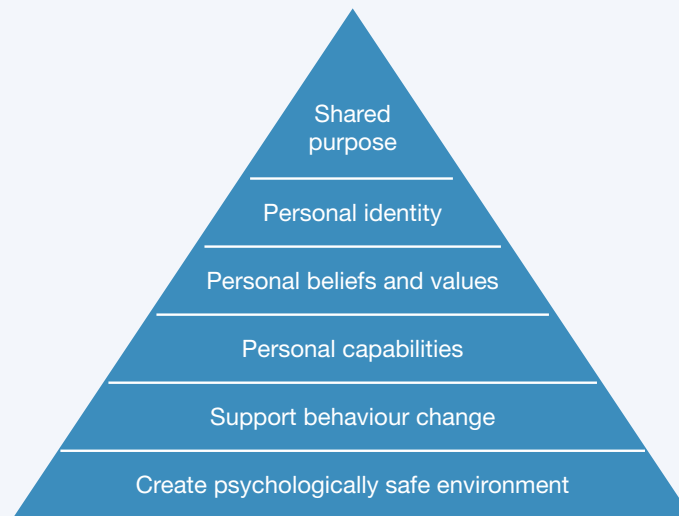 Shared
purpose
Personal identity
Personal beliefs and values
Personal capabilities
Support behaviour change
Create psychologically safe environment